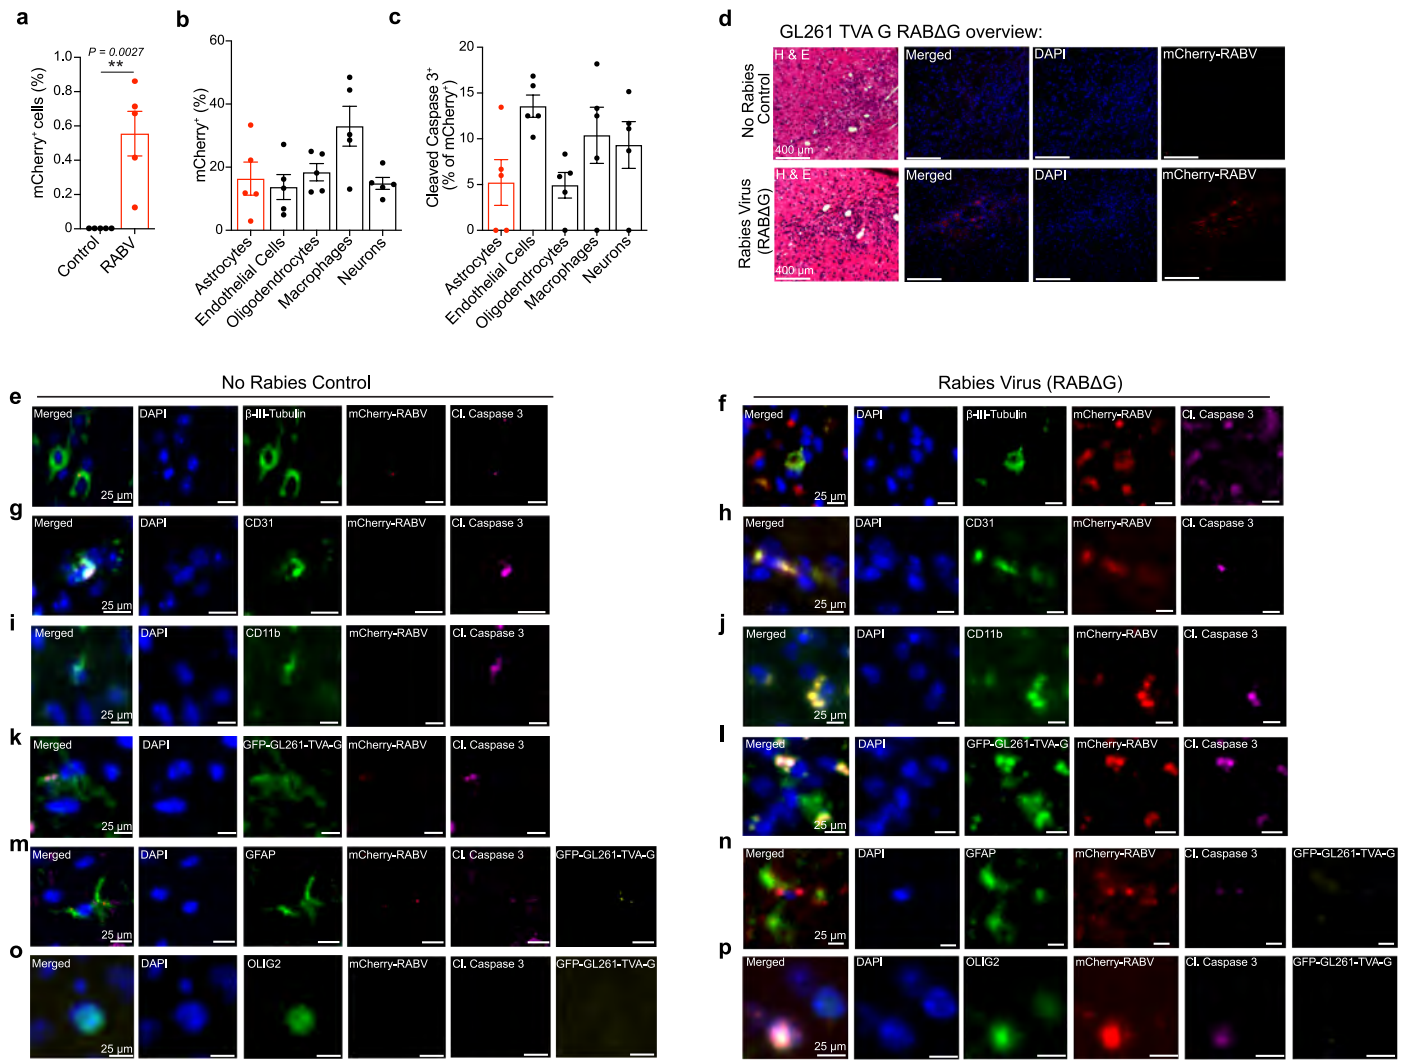 a
P = 0.0027
**
mCherry⁺ cells (%)
1.0
0.8
0.6
0.4
0.2
0
Control
RABV
b
mCherry⁺ (%)
60
40
20
0
Astrocytes
Endothelial Cells
Oligodendrocytes
Macrophages
Neurons
c
Cleaved Caspase 3⁺
(% of mCherry⁺)
20
15
10
5
0
Astrocytes
Endothelial Cells
Oligodendrocytes
Macrophages
Neurons
d
GL261 TVA G RABΔG overview:
No Rabies
Control
H & E
Merged
DAPI
mCherry-RABV
400 µm
Rabies Virus
(RABΔG)
H & E
Merged
DAPI
mCherry-RABV
400 µm
No Rabies Control
Rabies Virus (RABΔG)
e
Merged
DAPI
β-III-Tubulin
mCherry-RABV
Cl. Caspase 3
25 µm
f
Merged
DAPI
β-III-Tubulin
mCherry-RABV
Cl. Caspase 3
25 µm
g
Merged
DAPI
CD31
mCherry-RABV
Cl. Caspase 3
25 µm
h
Merged
DAPI
CD31
mCherry-RABV
Cl. Caspase 3
25 µm
i
Merged
DAPI
CD11b
mCherry-RABV
Cl. Caspase 3
25 µm
j
Merged
DAPI
CD11b
mCherry-RABV
Cl. Caspase 3
25 µm
k
Merged
DAPI
GFP-GL261-TVA-G
mCherry-RABV
Cl. Caspase 3
25 µm
l
Merged
DAPI
GFP-GL261-TVA-G
mCherry-RABV
Cl. Caspase 3
25 µm
m
Merged
DAPI
GFAP
mCherry-RABV
Cl. Caspase 3
GFP-GL261-TVA-G
25 µm
n
Merged
DAPI
GFAP
mCherry-RABV
Cl. Caspase 3
GFP-GL261-TVA-G
25 µm
o
Merged
DAPI
OLIG2
mCherry-RABV
Cl. Caspase 3
GFP-GL261-TVA-G
25 µm
p
Merged
DAPI
OLIG2
mCherry-RABV
Cl. Caspase 3
GFP-GL261-TVA-G
25 µm